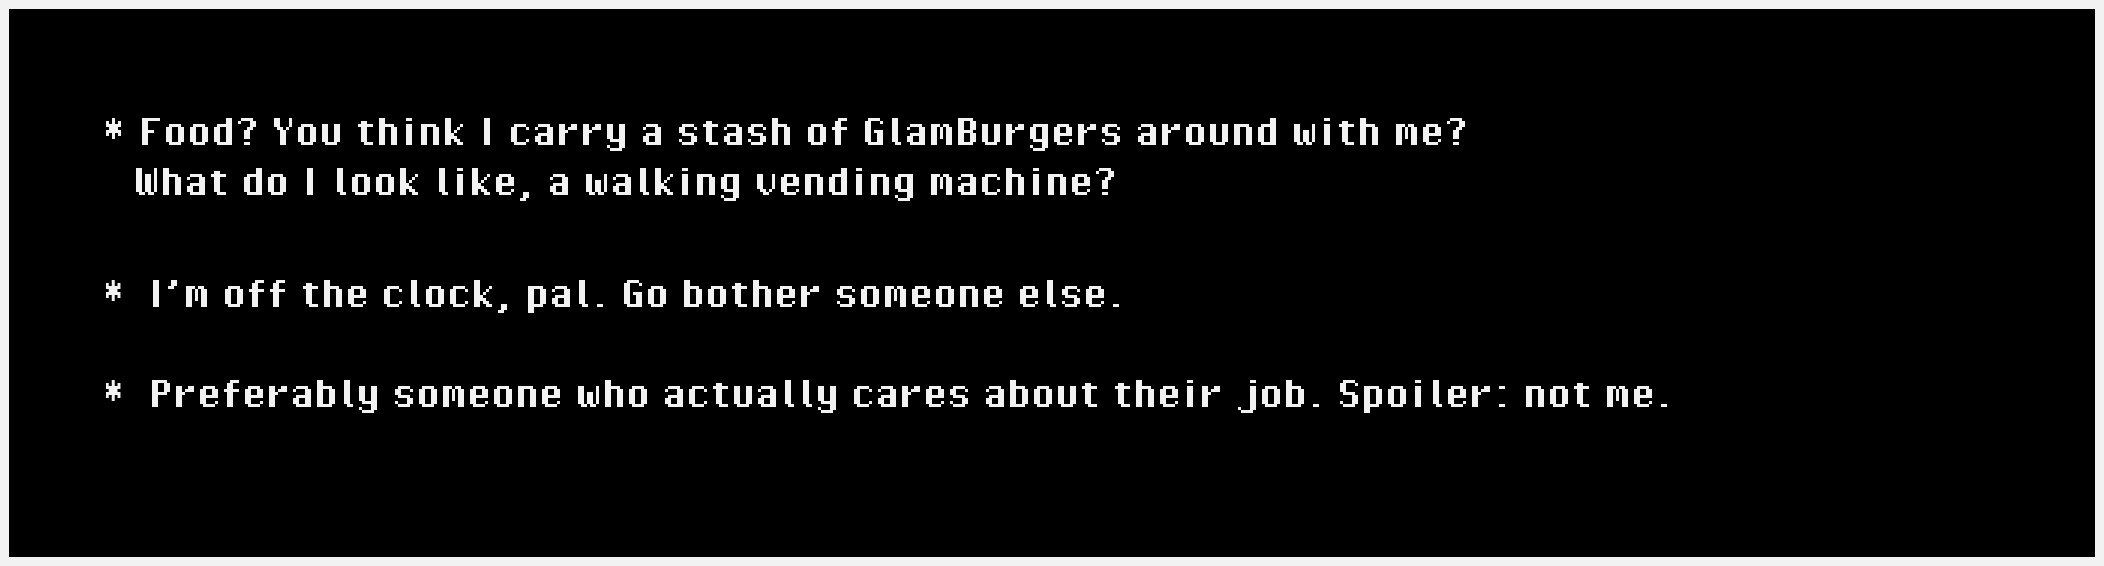 * Food? You think I carry a stash of GlamBurgers around with me?
What do I look like, a walking vending machine?
* I'm off the clock, pal. Go bother someone else.
* Preferably someone who actually cares about their job. Spoiler: not me.